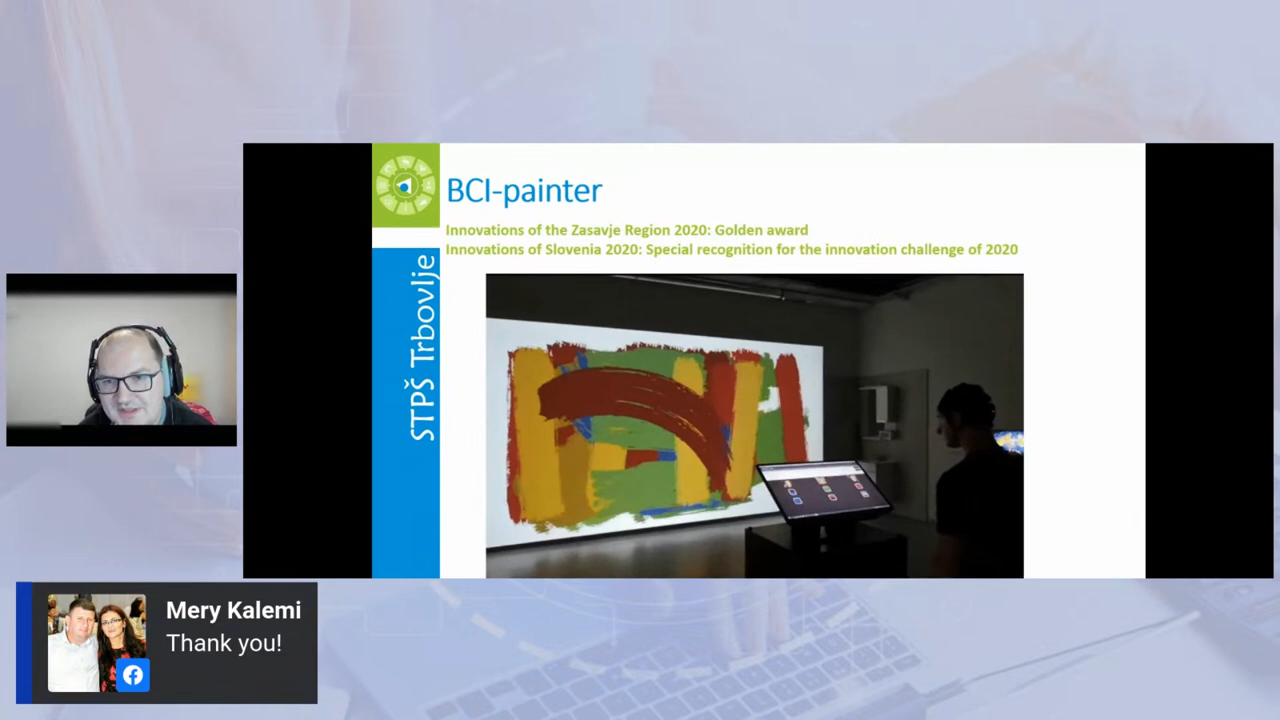 BCI-painter
Innovations of the Zasavje Region 2020: Golden award
Innovations of Slovenia 2020: Special recognition for the innovation challenge of 2020
STPŠ Trbovlje
Mery Kalemi
Thank you!